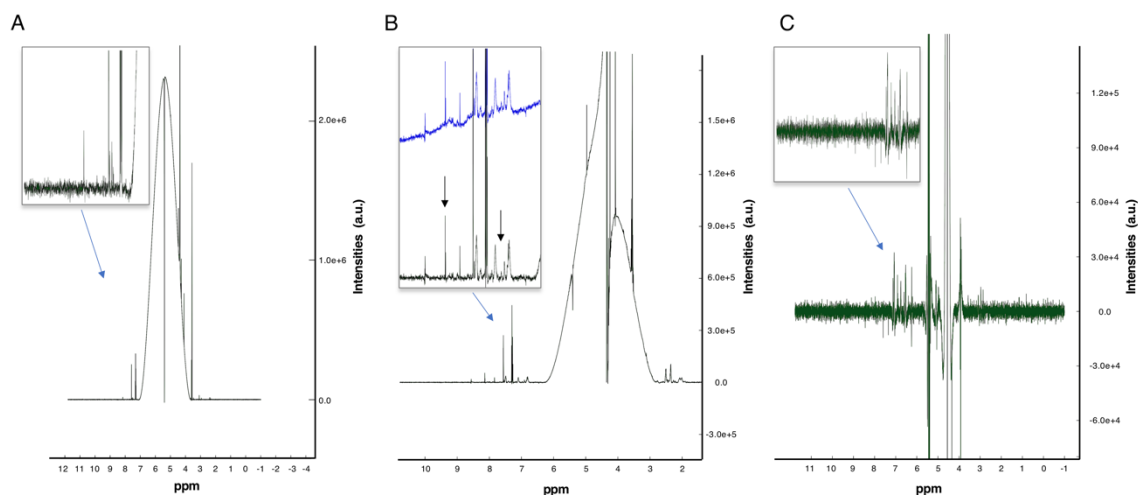 A
B
C
2.0e+6
1.0e+6
0.0
Intensities (a.u.)
12 11 10 9 8 7 6 5 4 3 2 1 0 -1 -2 -3 -4
ppm
1.5e+6
1.2e+6
9.0e+5
6.0e+5
3.0e+5
0.0
-3.0e+5
Intensities (a.u.)
10 9 8 7 6 5 4 3 2
ppm
1.2e+5
9.0e+4
6.0e+4
3.0e+4
0.0
-3.0e+4
-6.0e+4
Intensities (a.u.)
11 10 9 8 7 6 5 4 3 2 1 0 -1
ppm